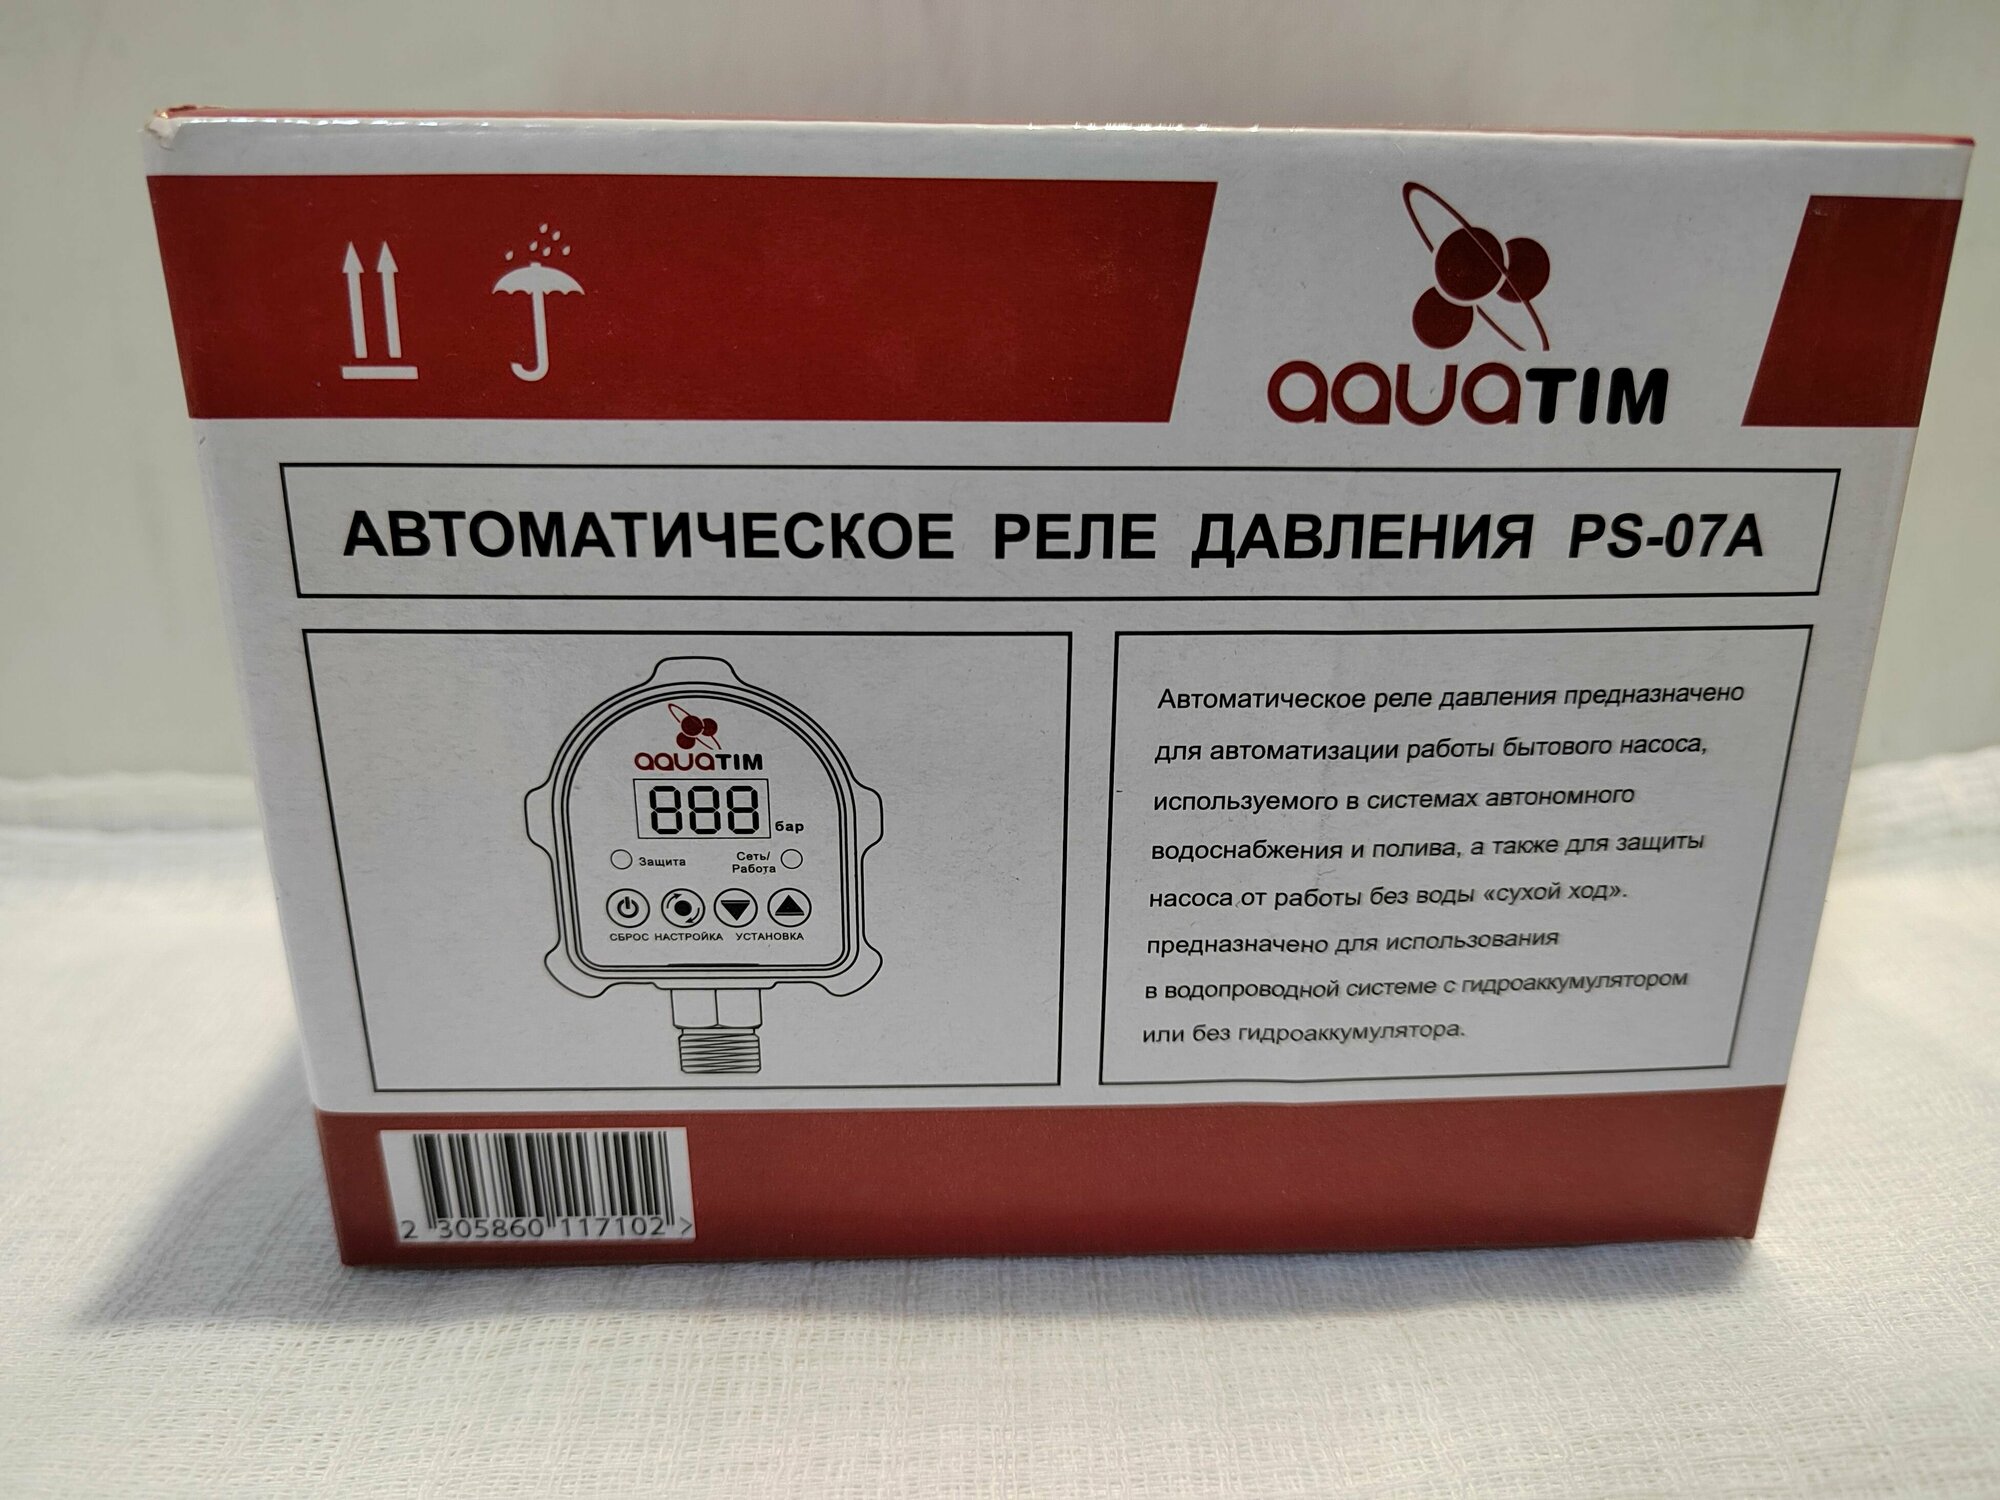 aquaTIM
АВТОМАТИЧЕСКОЕ РЕЛЕ ДАВЛЕНИЯ PS-07A
aquaTIM
888 бар
Защита
Сеть/
Работа
СБРОС НАСТРОЙКА УСТАНОВКА
Автоматическое реле давления предназначено
для автоматизации работы бытового насоса,
используемого в системах автономного
водоснабжения и полива, а также для защиты
насоса от работы без воды «сухой ход».
предназначено для использования
в водопроводной системе с гидроаккумулятором
или без гидроаккумулятора.
2 305860 117102 >